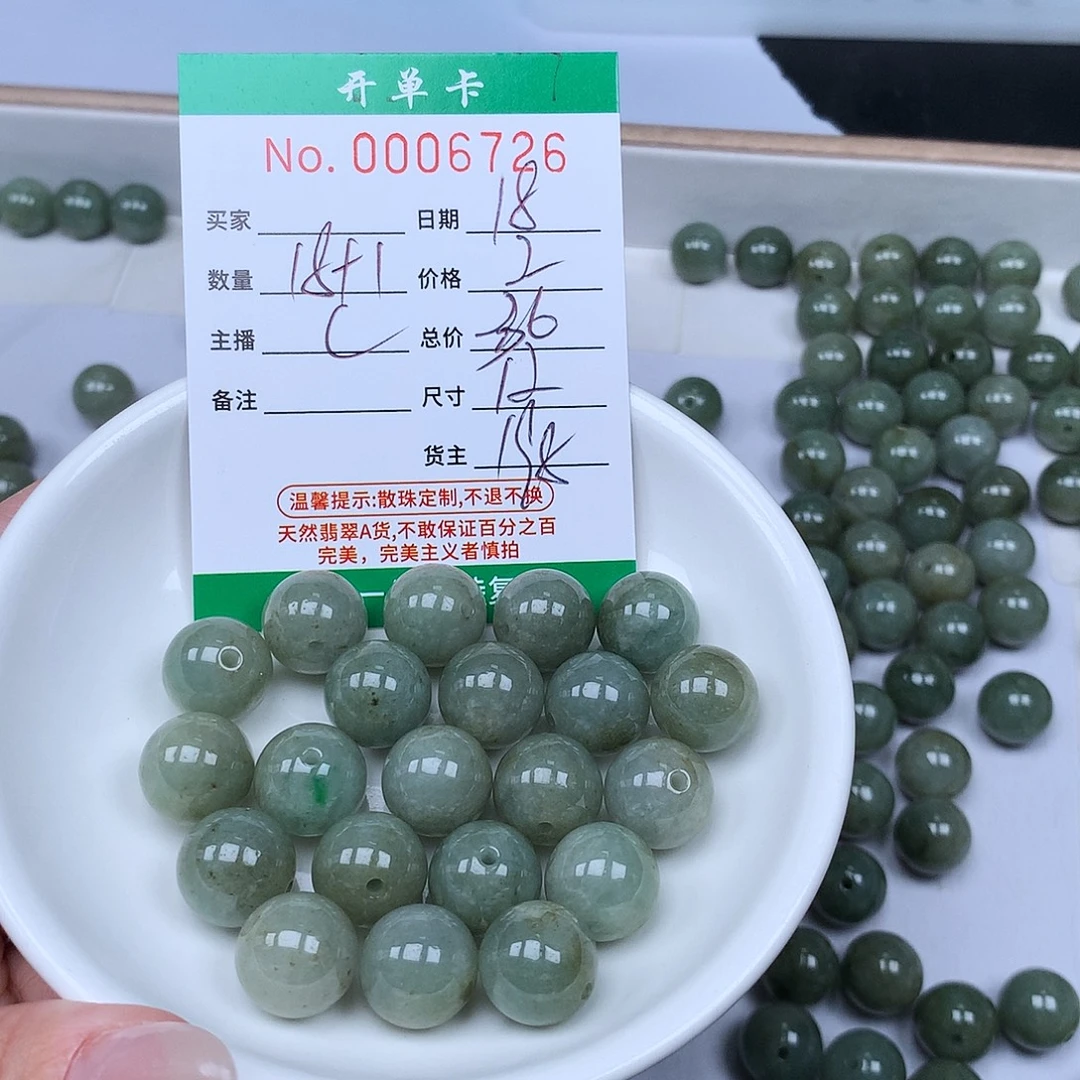 开单卡
No. 0006726
买家 日期 18
数量 18+1 价格 2
主播 C 总价 36
备注 尺寸 12
货主
温馨提示:散珠定制,不退不换
天然翡翠A货,不敢保证百分之百
完美，完美主义者慎拍